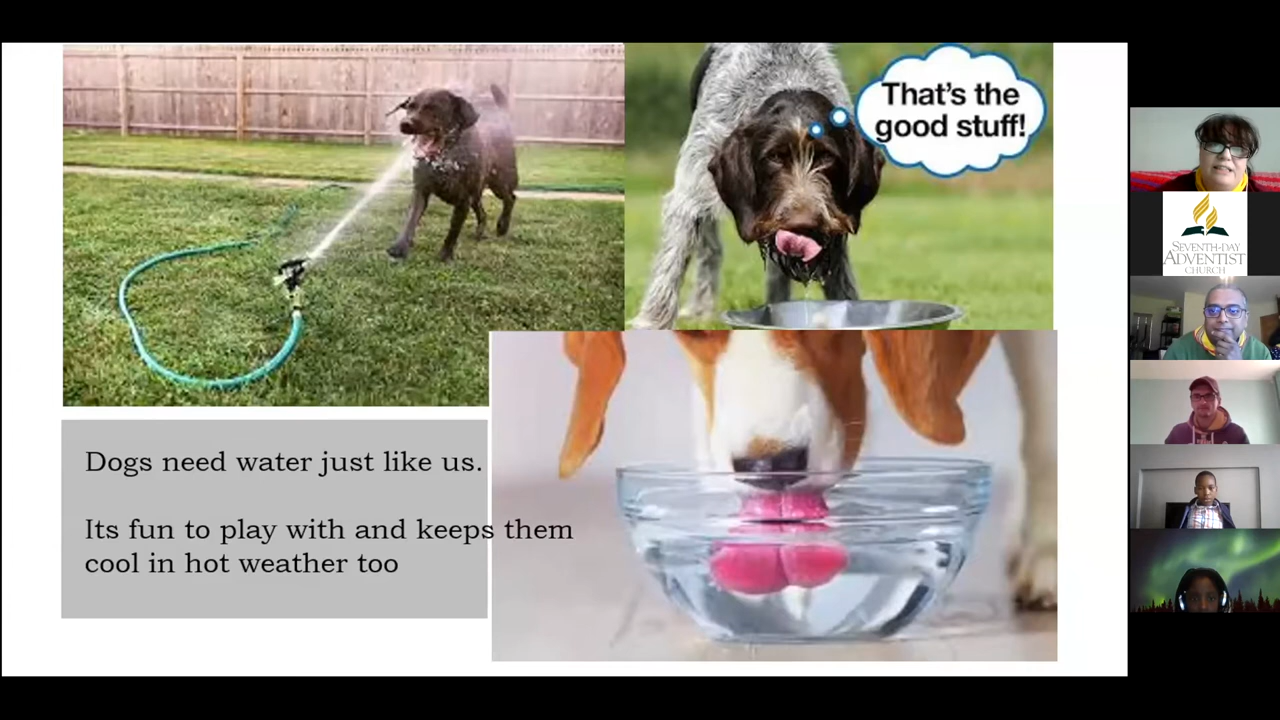 That's the
good stuff!
Dogs need water just like us.
Its fun to play with and keeps them
cool in hot weather too
SEVENTH-DAY
ADVENTIST
CHURCH